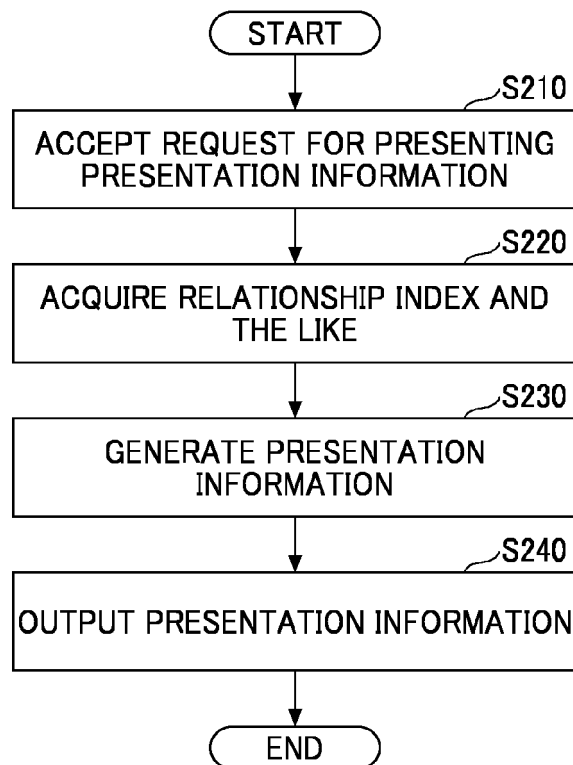 START
S210
ACCEPT REQUEST FOR PRESENTING
PRESENTATION INFORMATION
S220
ACQUIRE RELATIONSHIP INDEX AND
THE LIKE
S230
GENERATE PRESENTATION
INFORMATION
S240
OUTPUT PRESENTATION INFORMATION
END